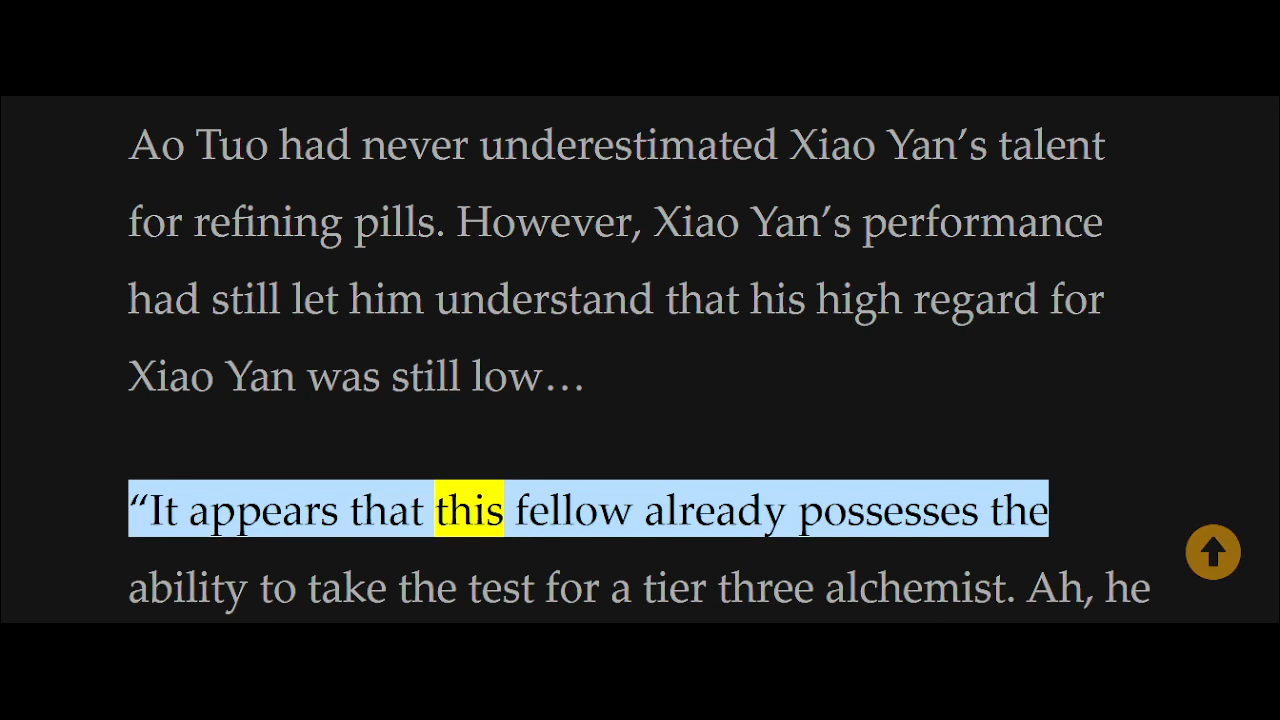 Ao Tuo had never underestimated Xiao Yan’s talent
for refining pills. However, Xiao Yan’s performance
had still let him understand that his high regard for
Xiao Yan was still low…
“It appears that this fellow already possesses the
ability to take the test for a tier three alchemist. Ah, he